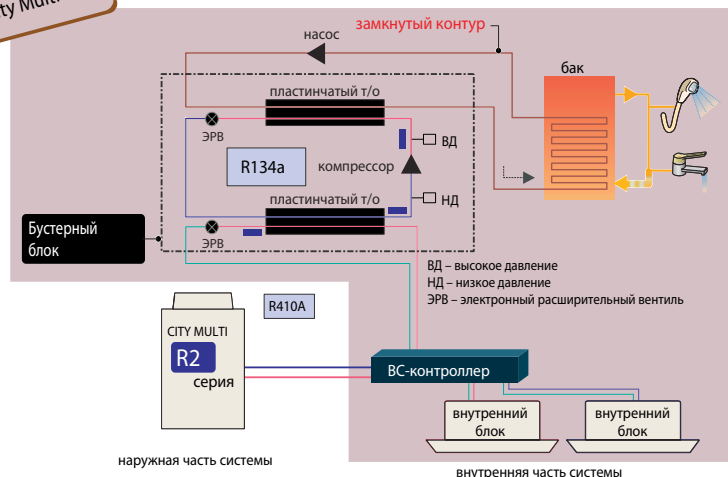 ty Multi
замкнутый контур
насос
бак
пластинчатый т/о
ЭРВ
ВД
R134a
компрессор
пластинчатый т/о
НД
ЭРВ
Бустерный
блок
ВД – высокое давление
НД – низкое давление
ЭРВ – электронный расширительный вентиль
R410A
CITY MULTI
R2
серия
ВС-контроллер
внутренний
блок
внутренний
блок
наружная часть системы
внутренняя часть системы